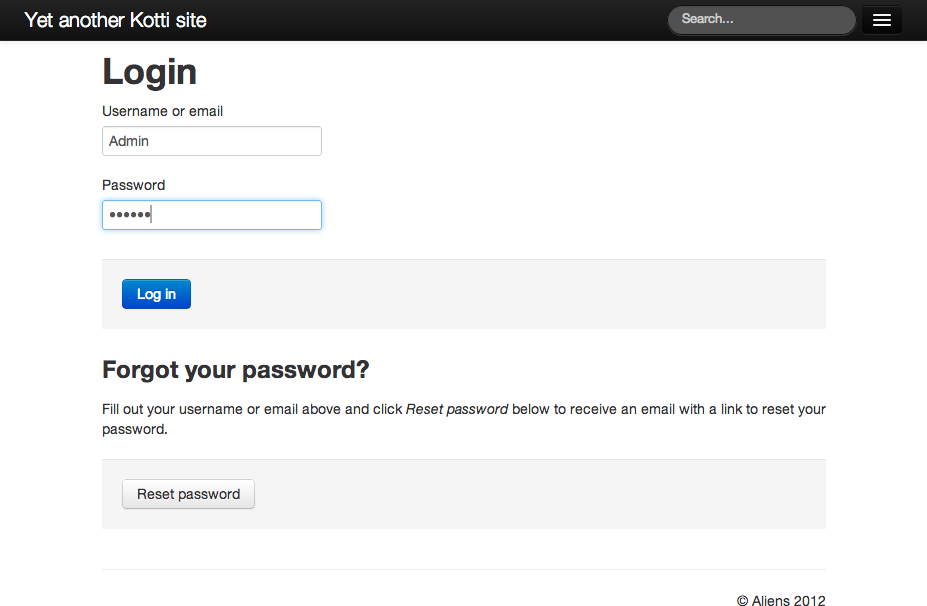 Yet another Kotti site
Search...
Login
Username or email
Admin
Password
••••••
Log in
Forgot your password?
Fill out your username or email above and click Reset password below to receive an email with a link to reset your
password.
Reset password
© Aliens 2012